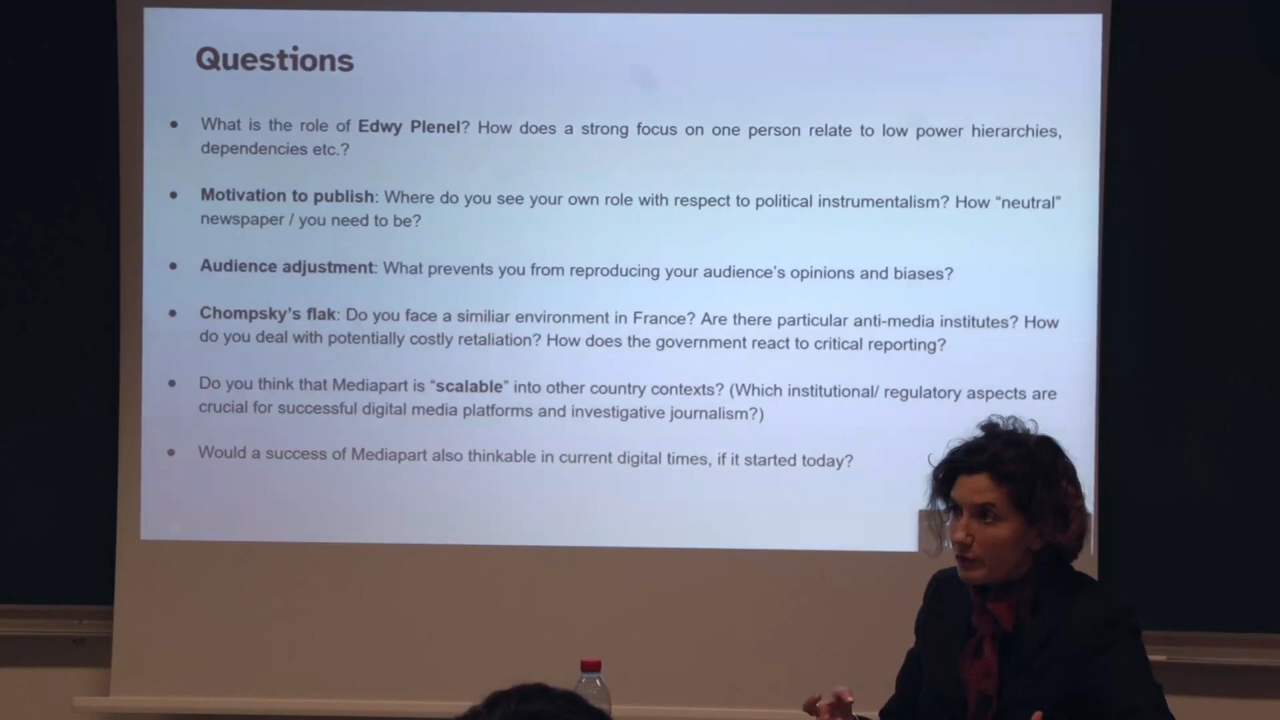 Questions
• What is the role of Edwy Plenel? How does a strong focus on one person relate to low power hierarchies,
dependencies etc.?
• Motivation to publish: Where do you see your own role with respect to political instrumentalism? How “neutral”
newspaper / you need to be?
• Audience adjustment: What prevents you from reproducing your audience's opinions and biases?
• Chompsky's flak: Do you face a similiar environment in France? Are there particular anti-media institutes? How
do you deal with potentially costly retaliation? How does the government react to critical reporting?
• Do you think that Mediapart is “scalable” into other country contexts? (Which institutional/ regulatory aspects are
crucial for successful digital media platforms and investigative journalism?)
• Would a success of Mediapart also thinkable in current digital times, if it started today?